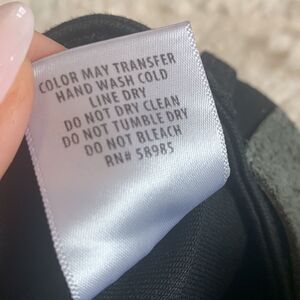 COLOR MAY TRANSFER
HAND WASH COLD
LINE DRY
DO NOT DRY CLEAN
DO NOT TUMBLE DRY
DO NOT BLEACH
RN# 58985